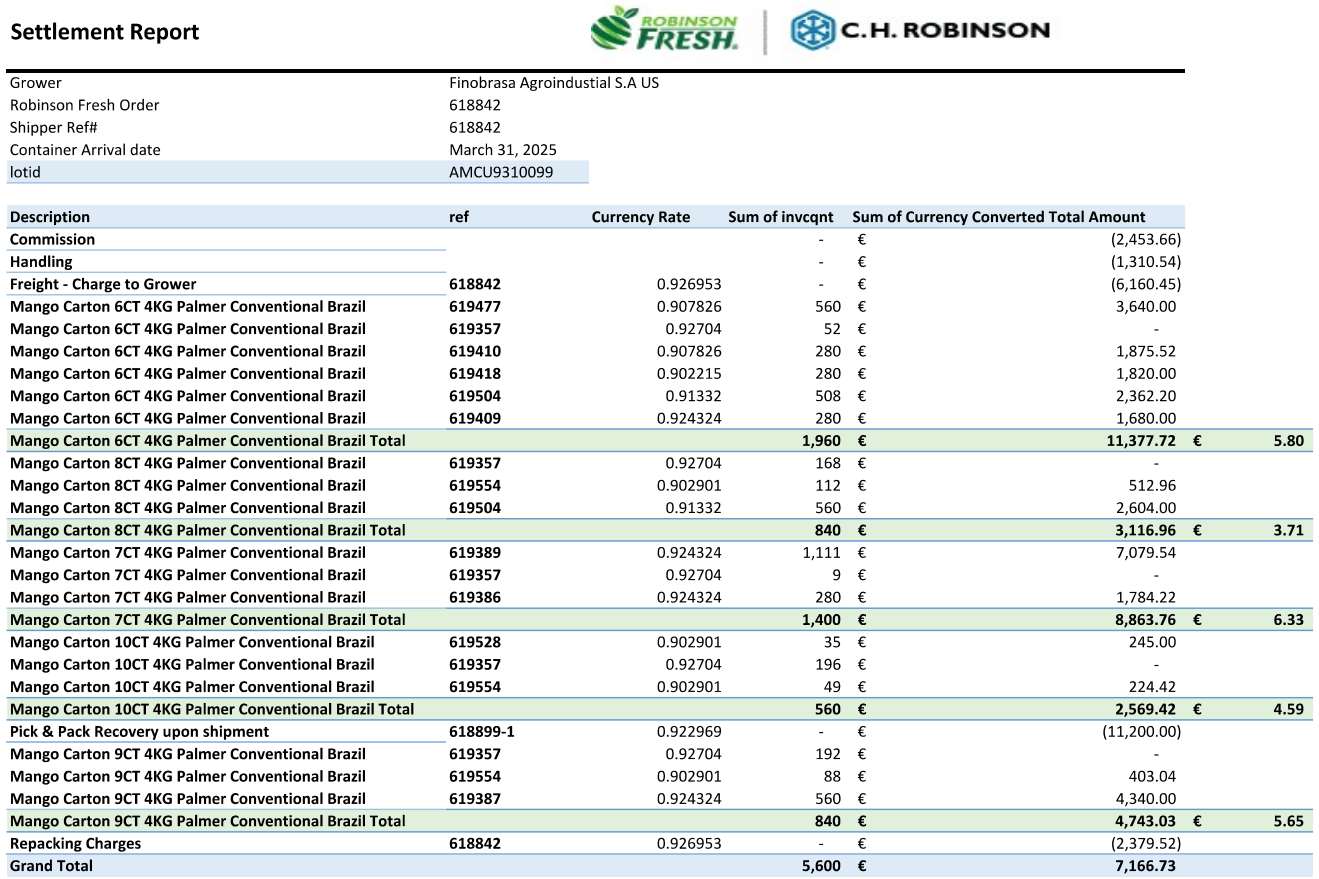 Settlement Report
ROBINSON FRESH. C.H. ROBINSON
Grower Finobrasa Agroindustial S.A US
Robinson Fresh Order 618842
Shipper Ref# 618842
Container Arrival date March 31, 2025
lotid AMCU9310099
Description ref Currency Rate Sum of invcqnt Sum of Currency Converted Total Amount
Commission - € (2,453.66)
Handling - € (1,310.54)
Freight - Charge to Grower 618842 0.926953 - € (6,160.45)
Mango Carton 6CT 4KG Palmer Conventional Brazil 619477 0.907826 560 € 3,640.00
Mango Carton 6CT 4KG Palmer Conventional Brazil 619357 0.92704 52 € -
Mango Carton 6CT 4KG Palmer Conventional Brazil 619410 0.907826 280 € 1,875.52
Mango Carton 6CT 4KG Palmer Conventional Brazil 619418 0.902215 280 € 1,820.00
Mango Carton 6CT 4KG Palmer Conventional Brazil 619504 0.91332 508 € 2,362.20
Mango Carton 6CT 4KG Palmer Conventional Brazil 619409 0.924324 280 € 1,680.00
Mango Carton 6CT 4KG Palmer Conventional Brazil Total 1,960 € 11,377.72 € 5.80
Mango Carton 8CT 4KG Palmer Conventional Brazil 619357 0.92704 168 € -
Mango Carton 8CT 4KG Palmer Conventional Brazil 619554 0.902901 112 € 512.96
Mango Carton 8CT 4KG Palmer Conventional Brazil 619504 0.91332 560 € 2,604.00
Mango Carton 8CT 4KG Palmer Conventional Brazil Total 840 € 3,116.96 € 3.71
Mango Carton 7CT 4KG Palmer Conventional Brazil 619389 0.924324 1,111 € 7,079.54
Mango Carton 7CT 4KG Palmer Conventional Brazil 619357 0.92704 9 € -
Mango Carton 7CT 4KG Palmer Conventional Brazil 619386 0.924324 280 € 1,784.22
Mango Carton 7CT 4KG Palmer Conventional Brazil Total 1,400 € 8,863.76 € 6.33
Mango Carton 10CT 4KG Palmer Conventional Brazil 619528 0.902901 35 € 245.00
Mango Carton 10CT 4KG Palmer Conventional Brazil 619357 0.92704 196 € -
Mango Carton 10CT 4KG Palmer Conventional Brazil 619554 0.902901 49 € 224.42
Mango Carton 10CT 4KG Palmer Conventional Brazil Total 560 € 2,569.42 € 4.59
Pick & Pack Recovery upon shipment 618899-1 0.922969 - € (11,200.00)
Mango Carton 9CT 4KG Palmer Conventional Brazil 619357 0.92704 192 € -
Mango Carton 9CT 4KG Palmer Conventional Brazil 619554 0.902901 88 € 403.04
Mango Carton 9CT 4KG Palmer Conventional Brazil 619387 0.924324 560 € 4,340.00
Mango Carton 9CT 4KG Palmer Conventional Brazil Total 840 € 4,743.03 € 5.65
Repacking Charges 618842 0.926953 - € (2,379.52)
Grand Total 5,600 € 7,166.73